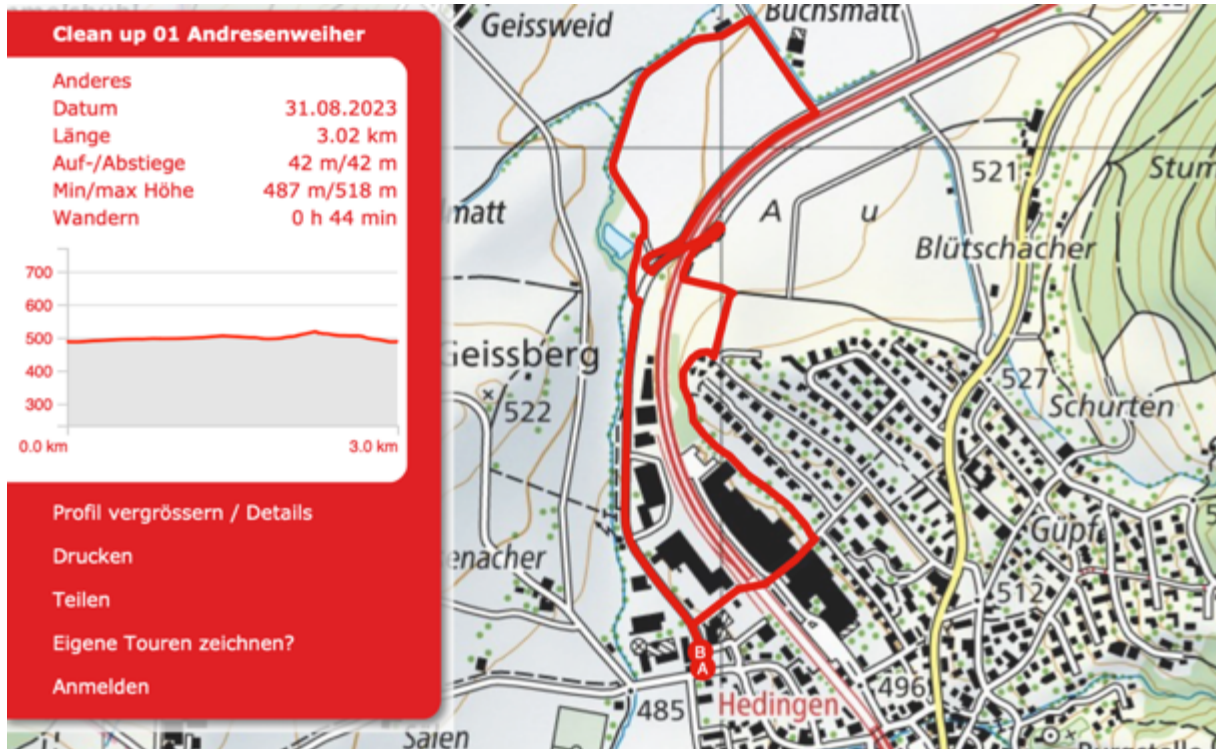 Clean up 01 Andresenweiher
Anderes
Datum 31.08.2023
Länge 3.02 km
Auf-/Abstiege 42 m/42 m
Min/max Höhe 487 m/518 m
Wandern 0 h 44 min
700
600
500
400
300
0.0 km 3.0 km
Profil vergrössern / Details
Drucken
Teilen
Eigene Touren zeichnen?
Anmelden
Geissweid
Buchsmatt
521
Stum
matt
A u
Blütschacher
Geissberg
522
527
Schurten
Güpf
enacher
512
B
A
Hedingen
496
485
Salen